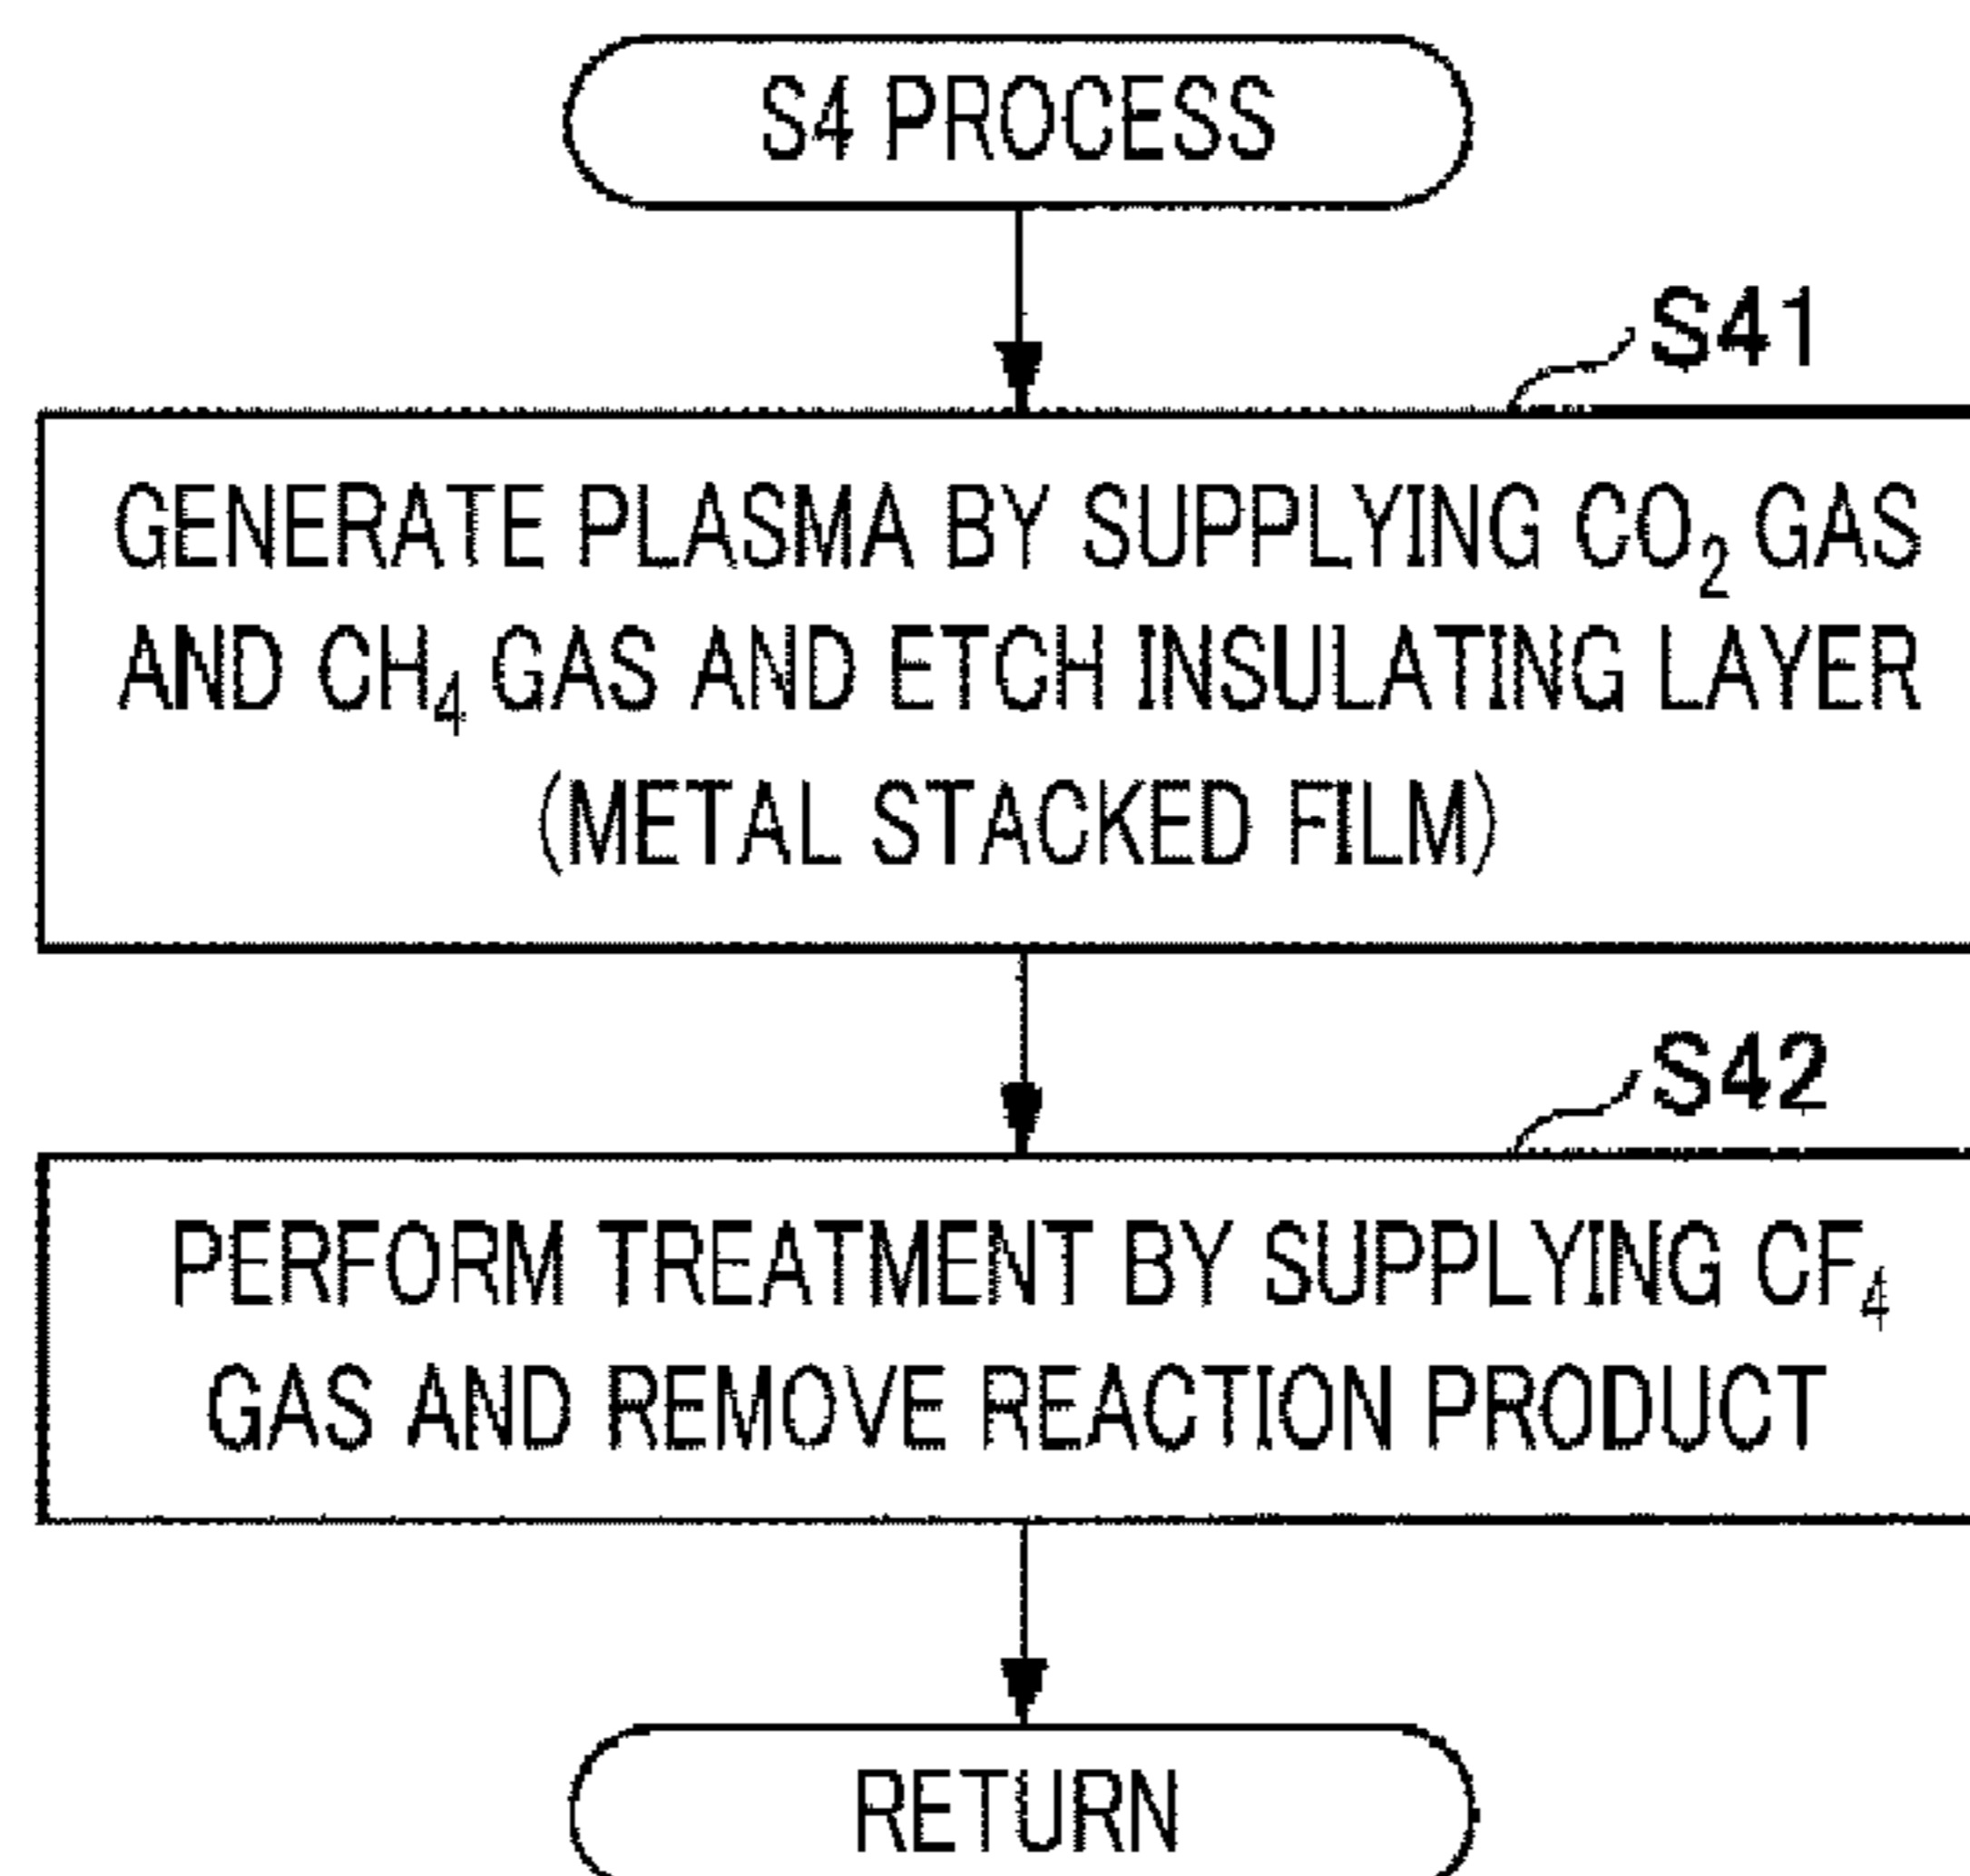 S4 PROCESS
S41
GENERATE PLASMA BY SUPPLYING CO₂ GAS
AND CH₄ GAS AND ETCH INSULATING LAYER
(METAL STACKED FILM)
S42
PERFORM TREATMENT BY SUPPLYING CF₄
GAS AND REMOVE REACTION PRODUCT
RETURN